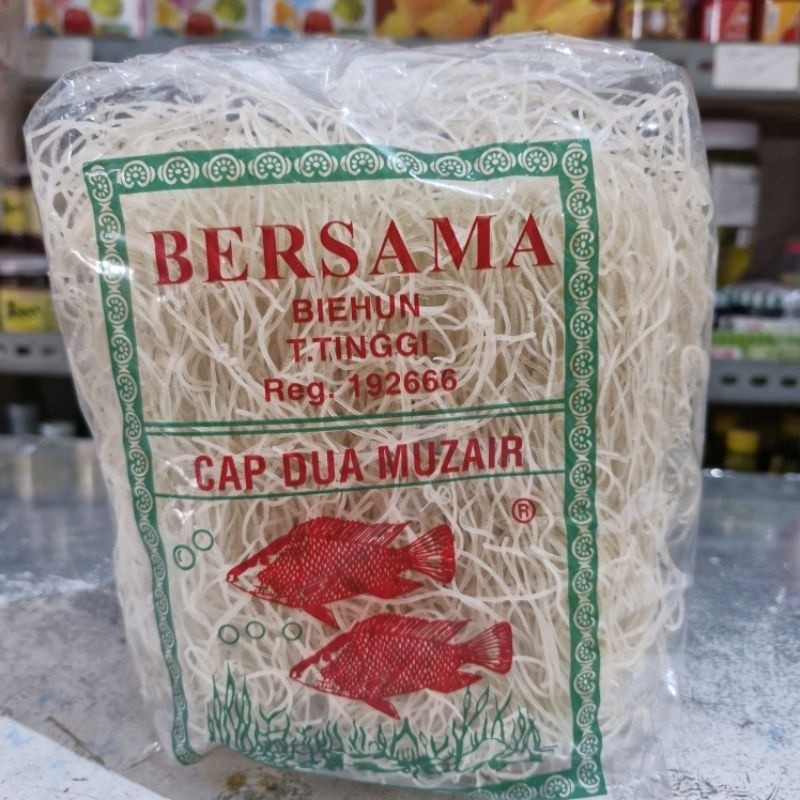 BERSAMA
BIEHUN
T.TINGGI
Reg. 192666
CAP DUA MUZAIR
®